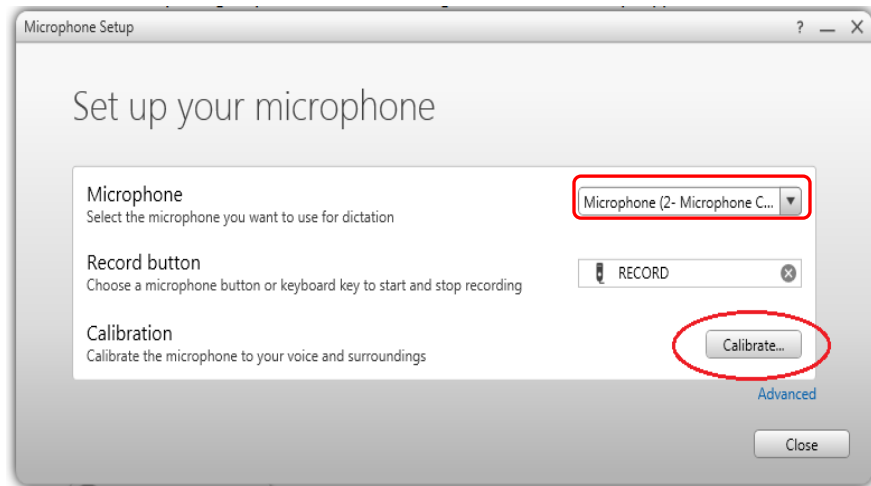 Microphone Setup
? — X
Set up your microphone
Microphone
Select the microphone you want to use for dictation
Microphone (2- Microphone C...
Record button
Choose a microphone button or keyboard key to start and stop recording
RECORD
Calibration
Calibrate the microphone to your voice and surroundings
Calibrate...
Advanced
Close